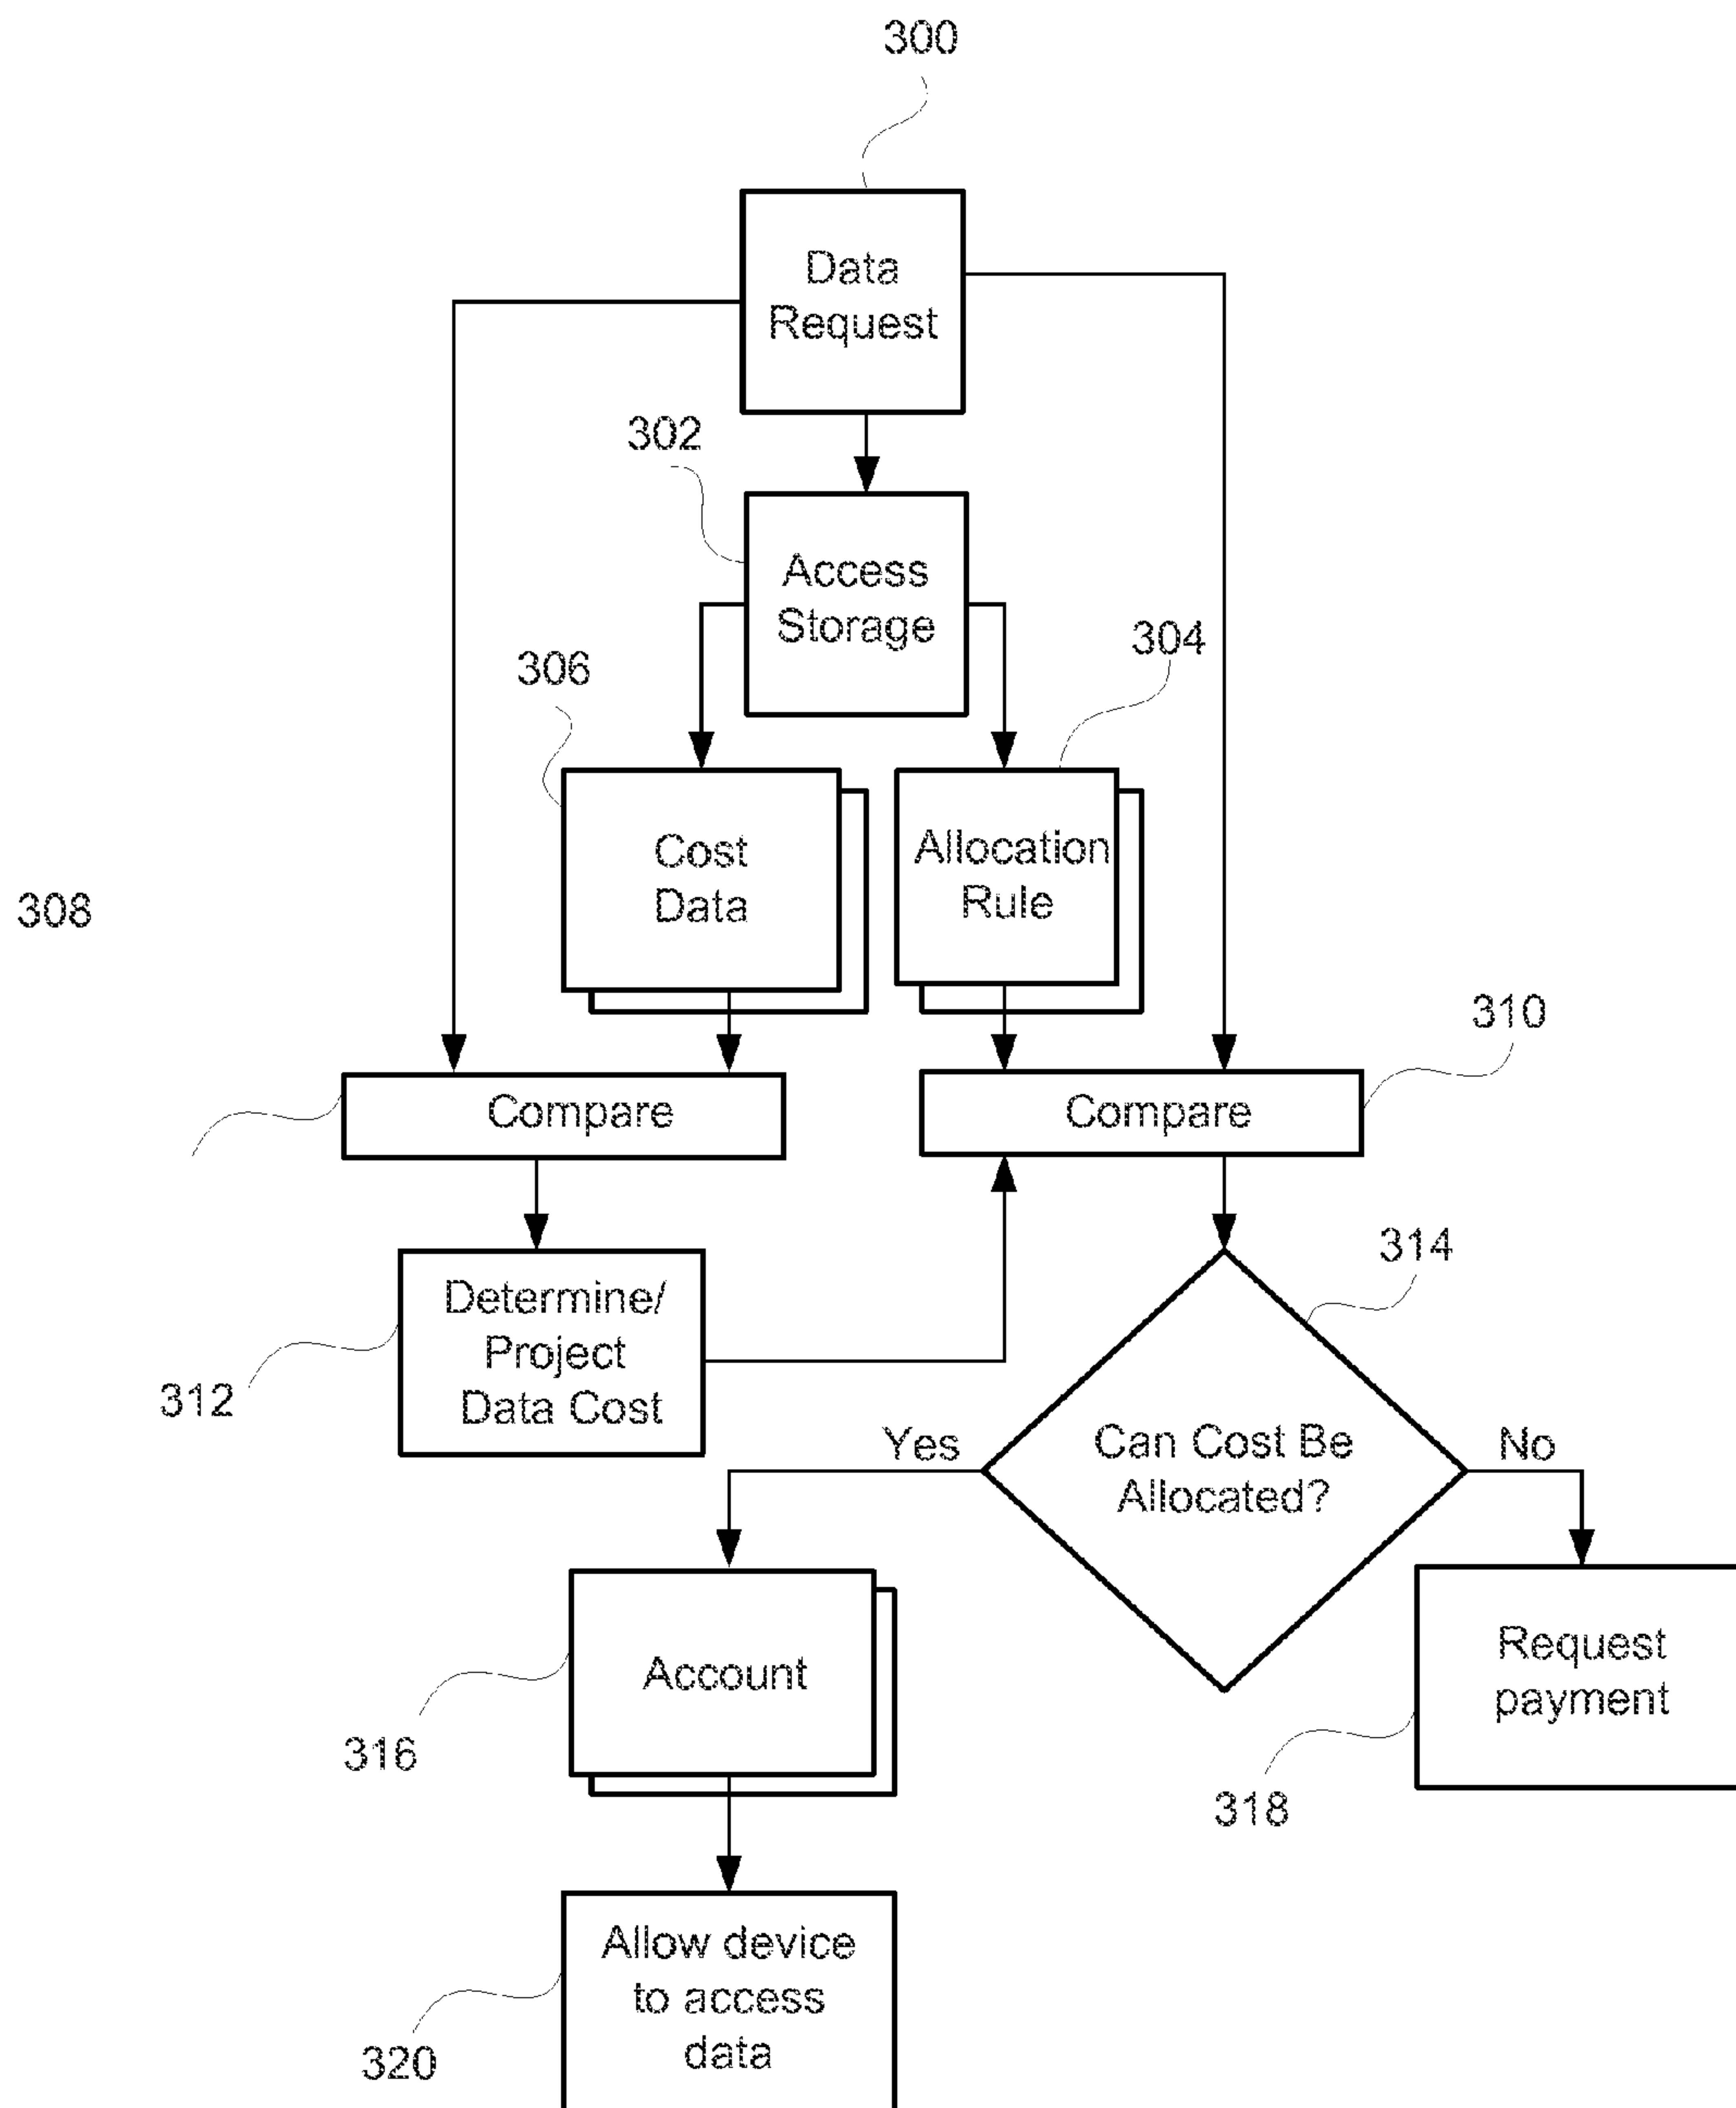 300
Data
Request
302
Access
Storage
304
306
Cost
Data
Allocation
Rule
308
310
Compare
Compare
314
Determine/
Project
Data Cost
312
Yes
Can Cost Be
Allocated?
No
Account
Request
payment
316
318
Allow device
to access
data
320